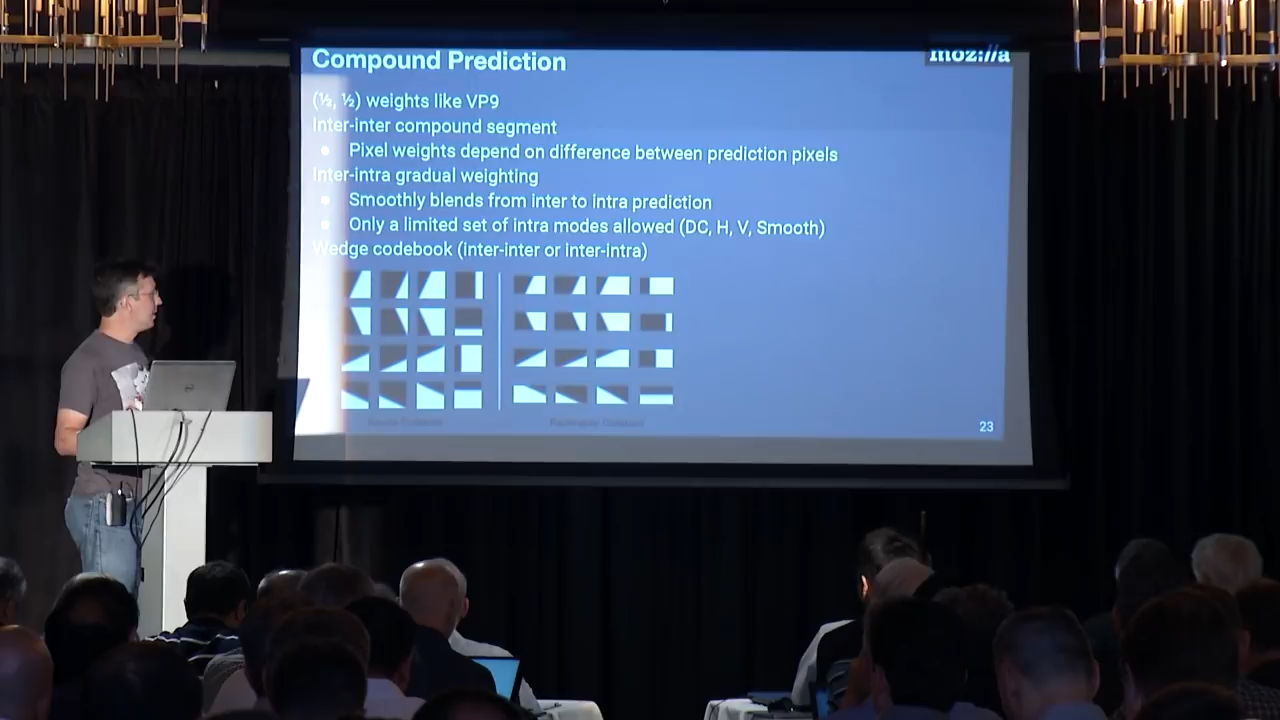 Compound Prediction
moz://a
(½, ½) weights like VP9
Inter-inter compound segment
● Pixel weights depend on difference between prediction pixels
Inter-intra gradual weighting
● Smoothly blends from inter to intra prediction
● Only a limited set of intra modes allowed (DC, H, V, Smooth)
Wedge codebook (inter-inter or inter-intra)
23